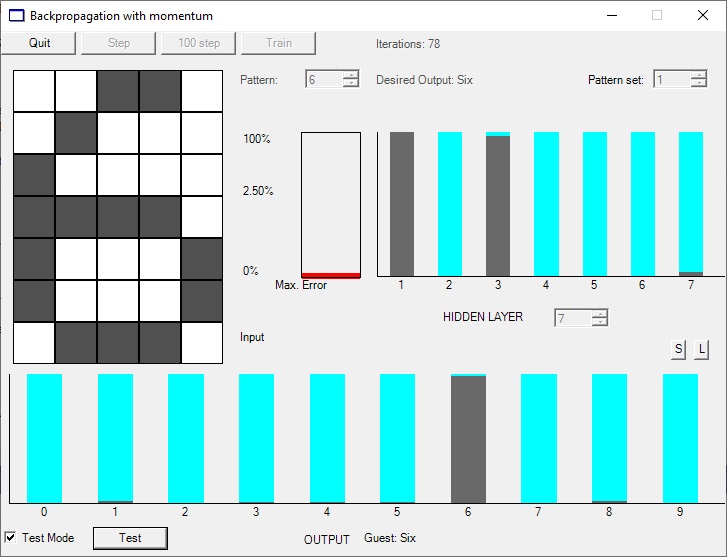 Backpropagation with momentum
Quit Step 100 step Train Iterations: 78
Pattern: 6 Desired Output: Six Pattern set: 1
100%
2.50%
0%
Max. Error 1 2 3 4 5 6 7
HIDDEN LAYER 7
Input
S L
0 1 2 3 4 5 6 7 8 9
Test Mode Test OUTPUT Guest: Six